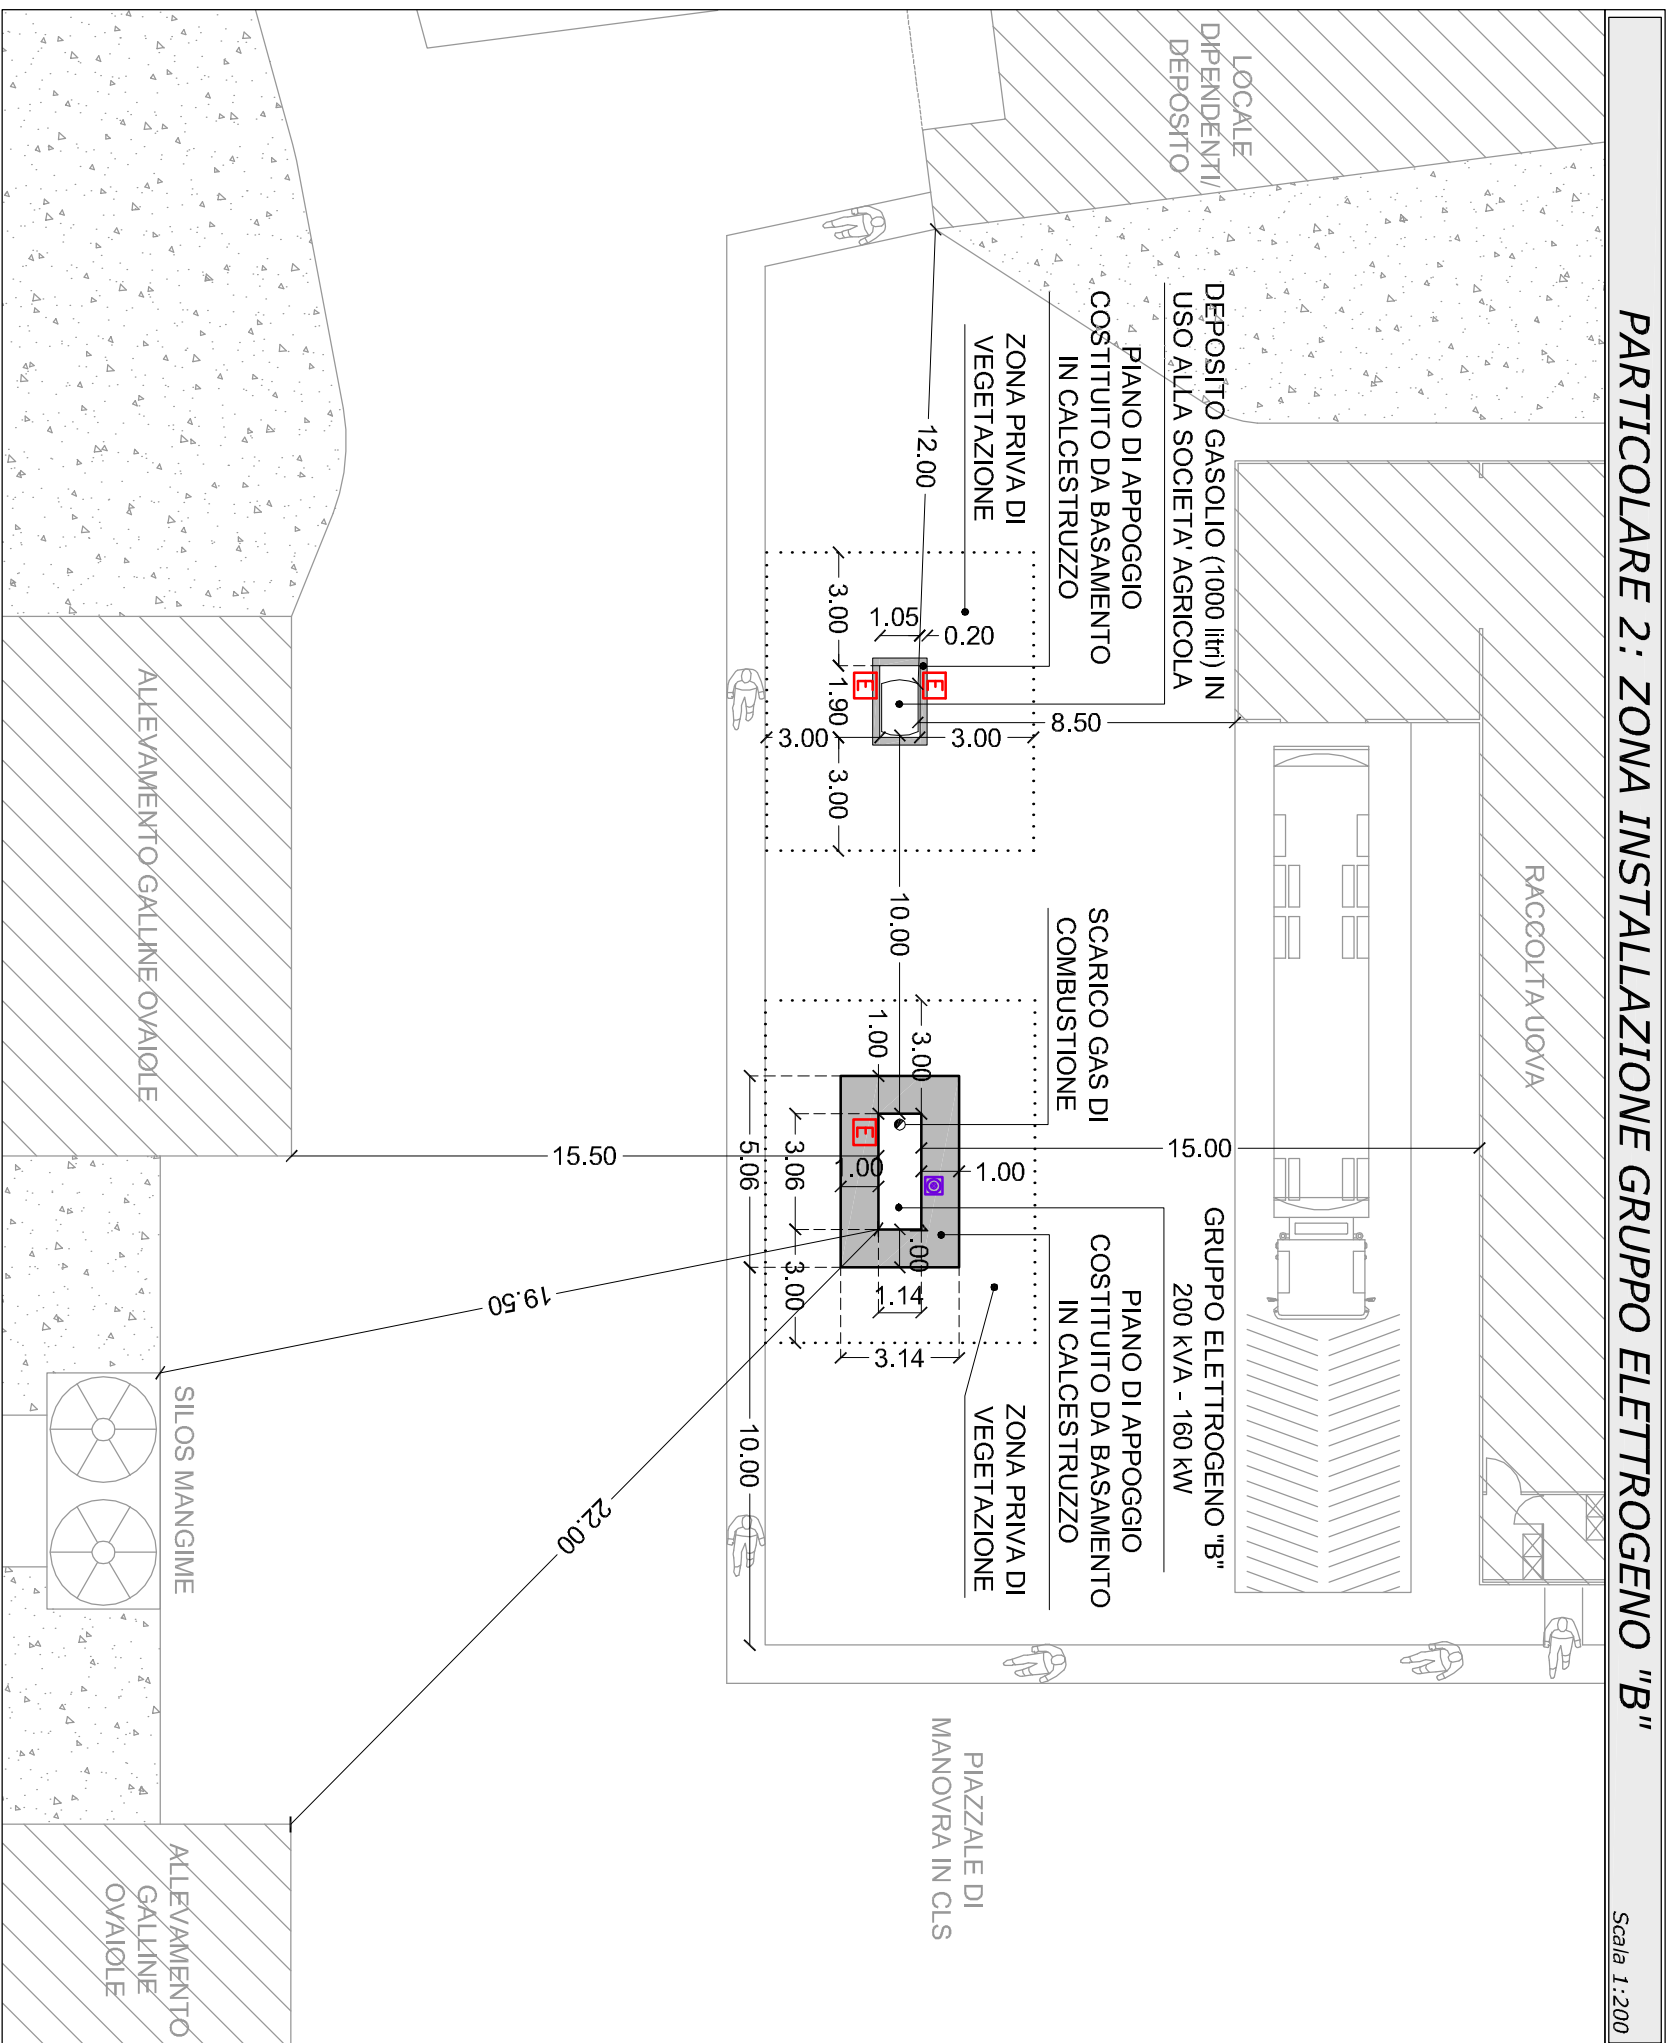 PARTICOLARE 2: ZONA INSTALLAZIONE GRUPPO ELETTROGENO "B"
Scala 1:200
LOCALE
DIPENDENTI/
DEPOSITO
DEPOSITO GASOLIO (1000 litri) IN
USO ALLA SOCIETA' AGRICOLA
PIANO DI APPOGGIO
COSTITUITO DA BASAMENTO
IN CALCESTRUZZO
ZONA PRIVA DI
VEGETAZIONE
12.00
3.00
1.05
0.20
1.90
E
E
3.00
3.00
3.00
8.50
10.00
RACCOLTA UOVA
SCARICO GAS DI
COMBUSTIONE
3.00
1.00
15.00
1.00
E
.00
.00
5.06
3.06
3.00
1.14
3.14
10.00
15.50
19.50
22.00
GRUPPO ELETTROGENO "B"
200 kVA - 160 kW
PIANO DI APPOGGIO
COSTITUITO DA BASAMENTO
IN CALCESTRUZZO
ZONA PRIVA DI
VEGETAZIONE
PIAZZALE DI
MANOVRA IN CLS
ALLEVAMENTO GALLINE OVAIOLE
SILOS MANGIME
ALLEVAMENTO
GALLINE
OVAIOLE